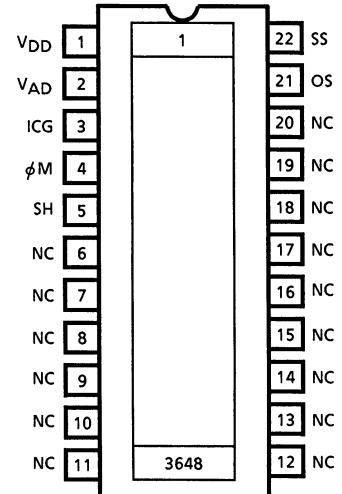 VDD 1 1 22 SS
VAD 2 21 OS
ICG 3 20 NC
ϕM 4 19 NC
SH 5 18 NC
NC 6 17 NC
NC 7 16 NC
NC 8 15 NC
NC 9 14 NC
NC 10 13 NC
NC 11 3648 12 NC